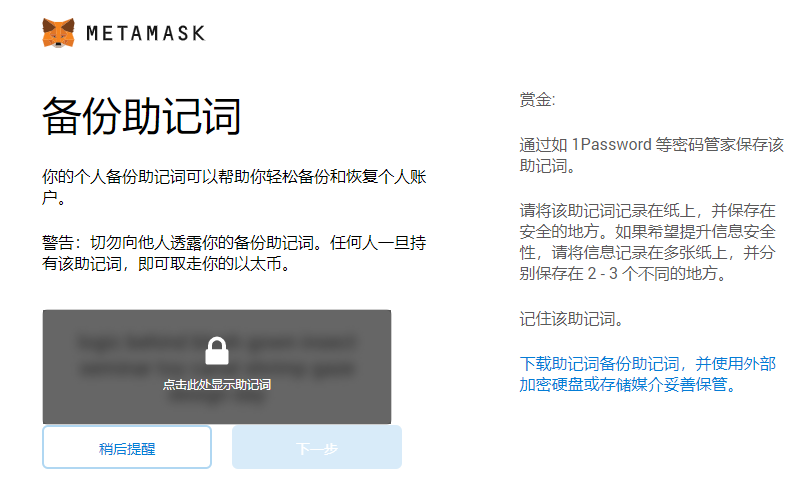 METAMASK
备份助记词
你的个人备份助记词可以帮助你轻松备份和恢复个人账
户。
警告：切勿向他人透露你的备份助记词。任何人一旦持
有该助记词，即可取走你的以太币。
点击此处显示助记词
稍后提醒
下一步
赏金:
通过如 1Password 等密码管家保存该
助记词。
请将该助记词记录在纸上，并保存在
安全的地方。如果希望提升信息安全
性，请将信息记录在多张纸上，并分
别保存在 2 - 3 个不同的地方。
记住该助记词。
下载助记词备份助记词，并使用外部
加密硬盘或存储媒介妥善保管。